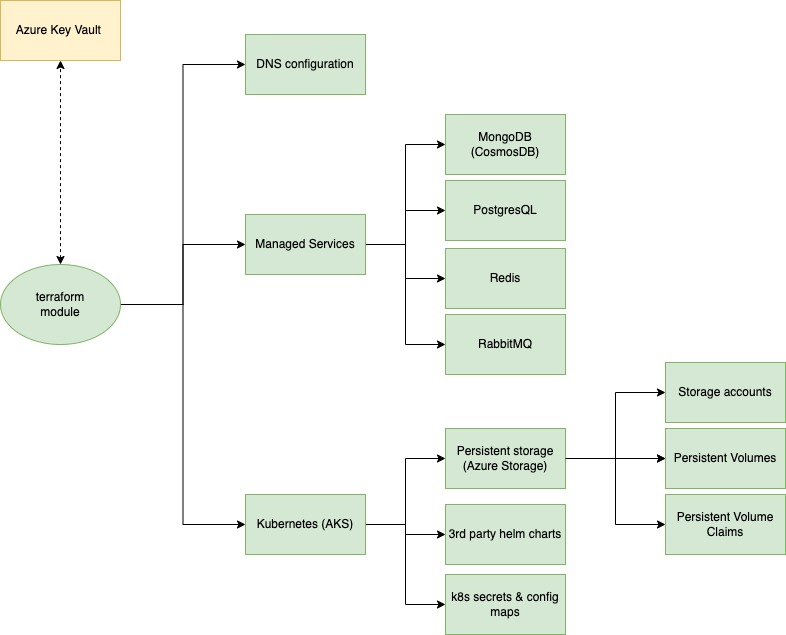 Azure Key Vault
DNS configuration
MongoDB
(CosmosDB)
PostgresQL
Managed Services
Redis
terraform
module
RabbitMQ
Storage accounts
Persistent storage
(Azure Storage)
Persistent Volumes
Kubernetes (AKS)
3rd party helm charts
Persistent Volume
Claims
k8s secrets & config
maps